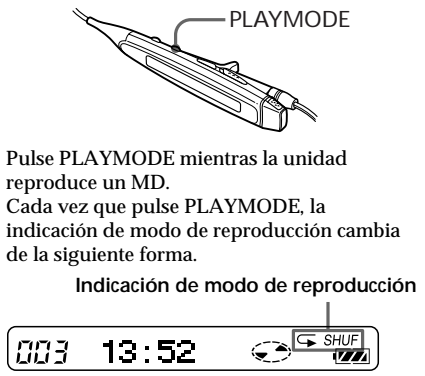 PLAYMODE
Pulse PLAYMODE mientras la unidad
reproduce un MD.
Cada vez que pulse PLAYMODE, la
indicación de modo de reproducción cambia
de la siguiente forma.
Indicación de modo de reproducción
003 13:52 SHUF